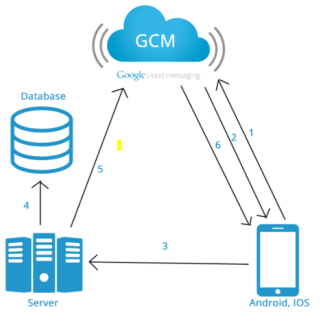 GCM
Google cloud messaging
Database
1
2
6
5
4
3
Server
Android, IOS